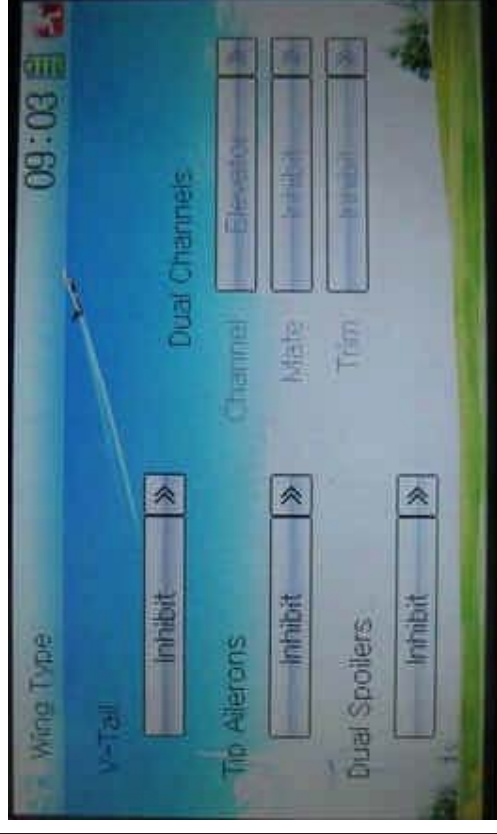 Wing Type
09:03
V-Tail
Inhibit
Dual Channels
Tip Ailerons
Inhibit
Channel
Elevator
Mate
Inhibit
Dual Spoilers
Inhibit
Trim
Inhibit